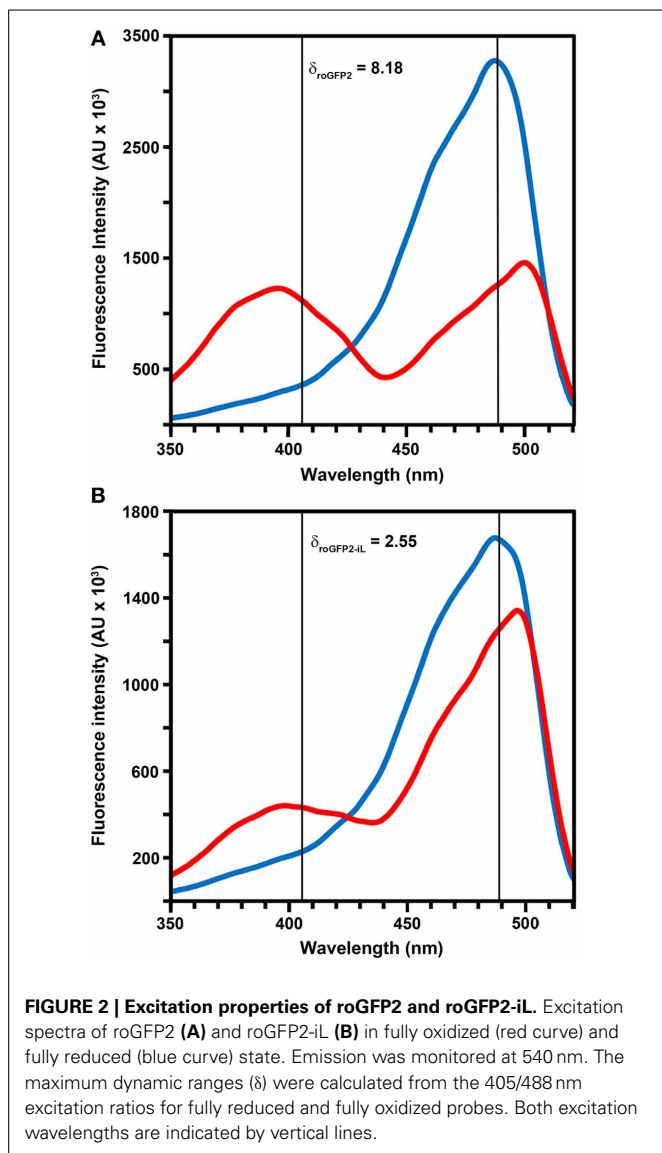 A
3500
2500
1500
500
Fluorescence Intensity (AU x 10³)
δroGFP2 = 8.18
350
400
450
500
Wavelength (nm)
B
1800
1400
1000
600
200
Fluorescence intensity (AU x 10³)
δroGFP2-iL = 2.55
350
400
450
500
Wavelength (nm)
FIGURE 2 | Excitation properties of roGFP2 and roGFP2-iL. Excitation
spectra of roGFP2 (A) and roGFP2-iL (B) in fully oxidized (red curve) and
fully reduced (blue curve) state. Emission was monitored at 540 nm. The
maximum dynamic ranges (δ) were calculated from the 405/488 nm
excitation ratios for fully reduced and fully oxidized probes. Both excitation
wavelengths are indicated by vertical lines.